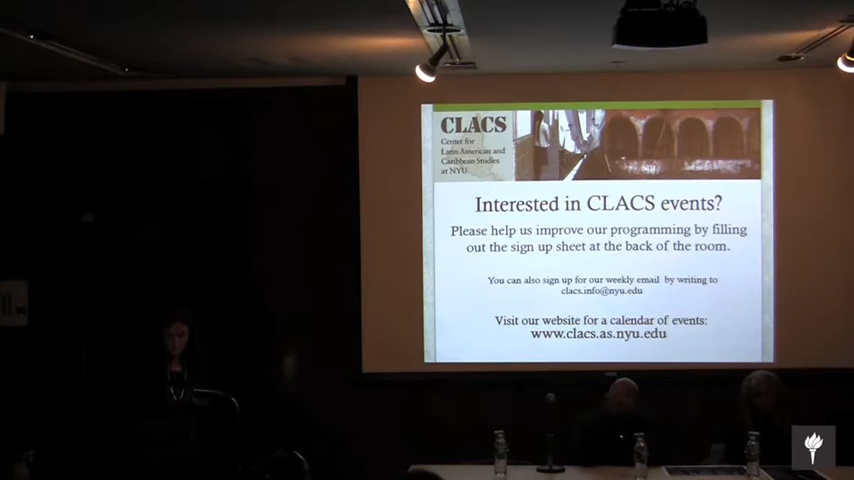 CLACS
Center for
Latin American and
Caribbean Studies
at NYU
Interested in CLACS events?
Please help us improve our programming by filling
out the sign up sheet at the back of the room.
You can also sign up for our weekly email by writing to
clacs.info@nyu.edu
Visit our website for a calendar of events:
www.clacs.as.nyu.edu